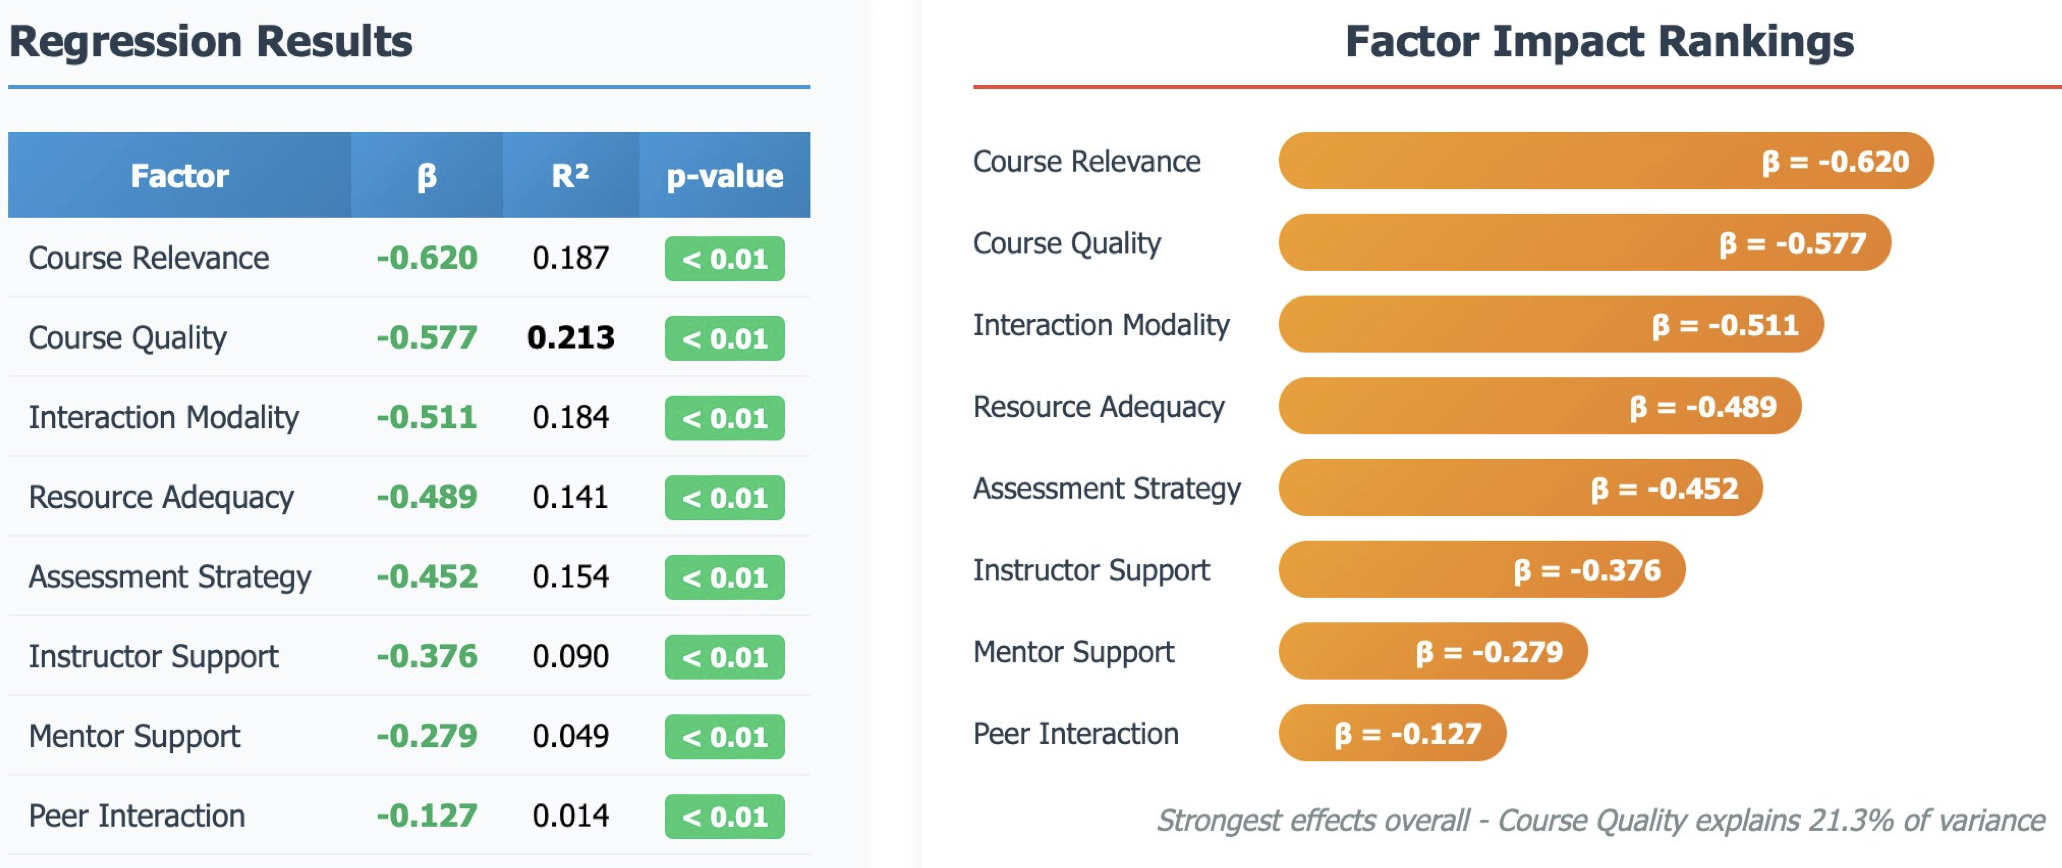 Regression Results
Factor β R² p-value
Course Relevance -0.620 0.187 < 0.01
Course Quality -0.577 0.213 < 0.01
Interaction Modality -0.511 0.184 < 0.01
Resource Adequacy -0.489 0.141 < 0.01
Assessment Strategy -0.452 0.154 < 0.01
Instructor Support -0.376 0.090 < 0.01
Mentor Support -0.279 0.049 < 0.01
Peer Interaction -0.127 0.014 < 0.01
Factor Impact Rankings
Course Relevance β = -0.620
Course Quality β = -0.577
Interaction Modality β = -0.511
Resource Adequacy β = -0.489
Assessment Strategy β = -0.452
Instructor Support β = -0.376
Mentor Support β = -0.279
Peer Interaction β = -0.127
Strongest effects overall - Course Quality explains 21.3% of variance